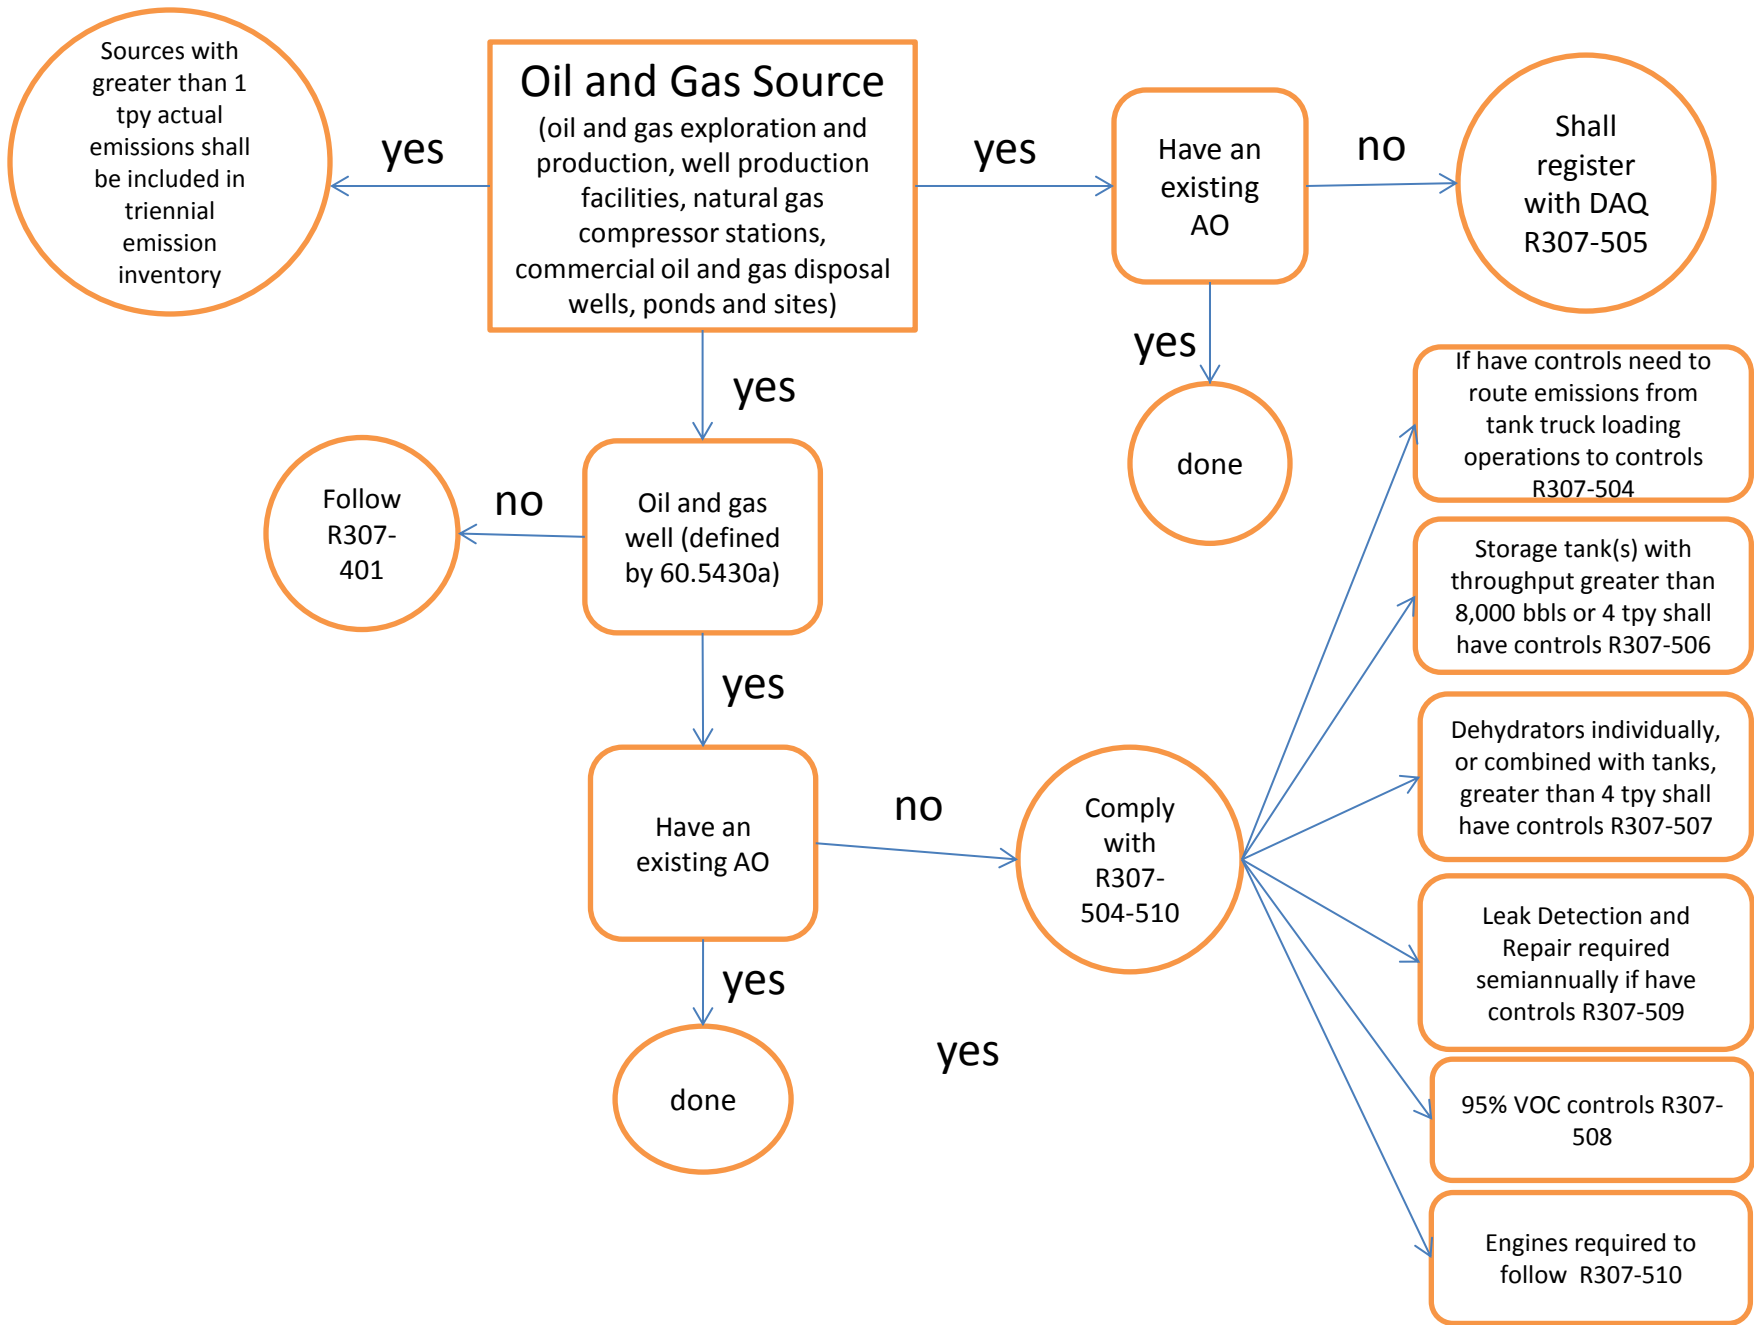 Sources with
greater than 1
tpy actual
emissions shall
be included in
triennial
emission
inventory
yes
Oil and Gas Source
(oil and gas exploration and
production, well production
facilities, natural gas
compressor stations,
commercial oil and gas disposal
wells, ponds and sites)
yes
Have an
existing
AO
no
Shall
register
with DAQ
R307-505
yes
done
yes
Follow
R307-
401
no
Oil and gas
well (defined
by 60.5430a)
yes
Have an
existing AO
no
Comply
with
R307-
504-510
yes
done
yes
If have controls need to
route emissions from
tank truck loading
operations to controls
R307-504
Storage tank(s) with
throughput greater than
8,000 bbls or 4 tpy shall
have controls R307-506
Dehydrators individually,
or combined with tanks,
greater than 4 tpy shall
have controls R307-507
Leak Detection and
Repair required
semiannually if have
controls R307-509
95% VOC controls R307-
508
Engines required to
follow R307-510